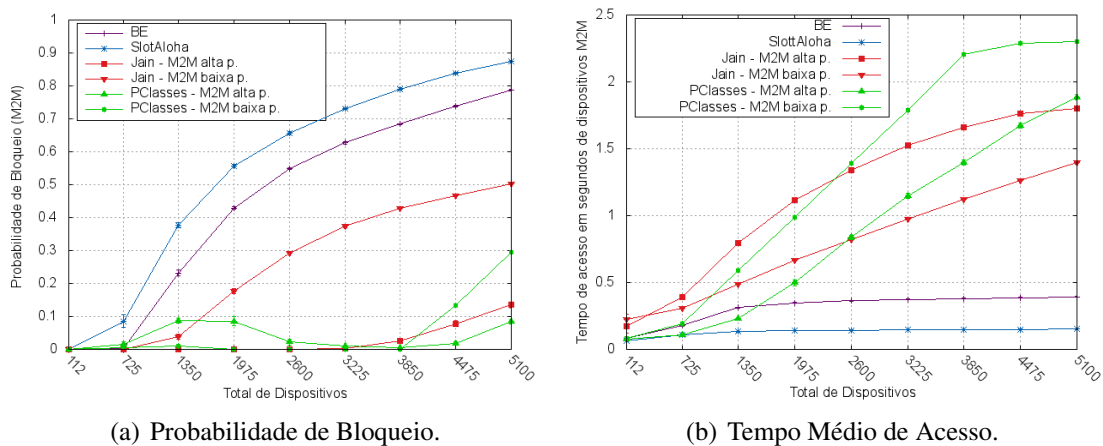 1
0.9
0.8
0.7
0.6
0.5
0.4
0.3
0.2
0.1
0
Probabilidade de Bloqueio (M2M)
BE
SlotAloha
Jain - M2M alta p.
Jain - M2M baixa p.
PClasses - M2M alta p.
PClasses - M2M baixa p.
112
725
1350
1975
2600
3225
3850
4475
5100
Total de Dispositivos
(a) Probabilidade de Bloqueio.
2.5
2
1.5
1
0.5
0
Tempo de acesso em segundos de dispositivos M2M
BE
SlottAloha
Jain - M2M alta p.
Jain - M2M baixa p.
PClasses - M2M alta p.
PClasses - M2M baixa p.
112
725
1350
1975
2600
3225
3850
4475
5100
Total de Dispositivos
(b) Tempo Médio de Acesso.